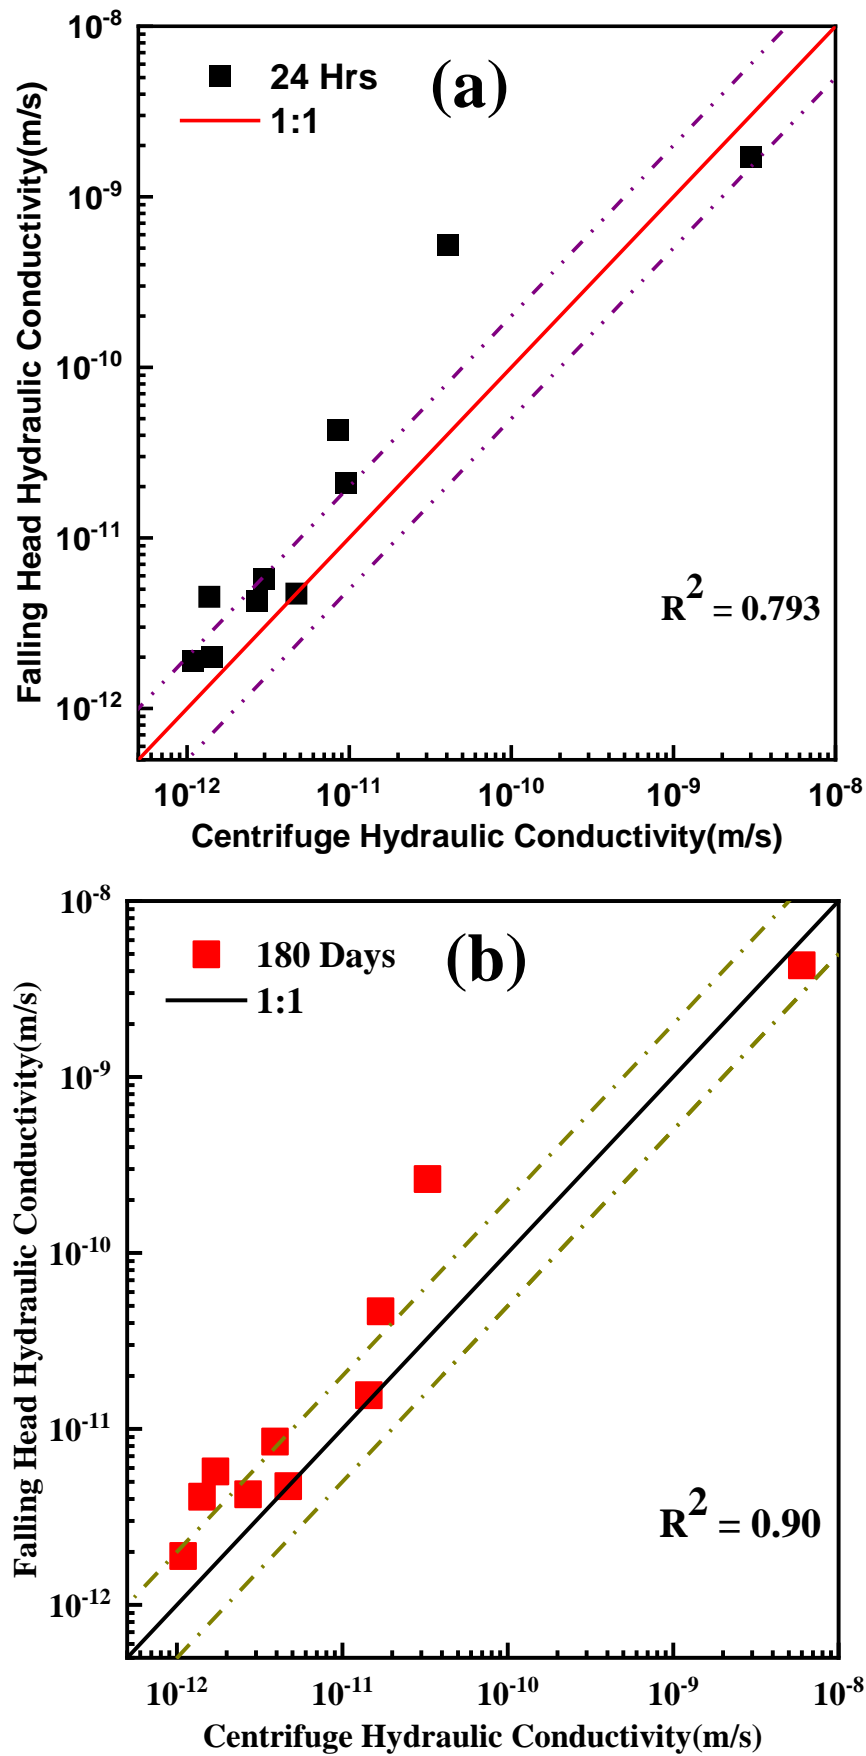 10⁻⁸
24 Hrs
(a)
1:1
10⁻⁹
10⁻¹⁰
10⁻¹¹
10⁻¹²
Falling Head Hydraulic Conductivity(m/s)
R² = 0.793
10⁻¹² 10⁻¹¹ 10⁻¹⁰ 10⁻⁹ 10⁻⁸
Centrifuge Hydraulic Conductivity(m/s)
10⁻⁸
180 Days
(b)
1:1
10⁻⁹
10⁻¹⁰
10⁻¹¹
10⁻¹²
Falling Head Hydraulic Conductivity(m/s)
R² = 0.90
10⁻¹² 10⁻¹¹ 10⁻¹⁰ 10⁻⁹ 10⁻⁸
Centrifuge Hydraulic Conductivity(m/s)